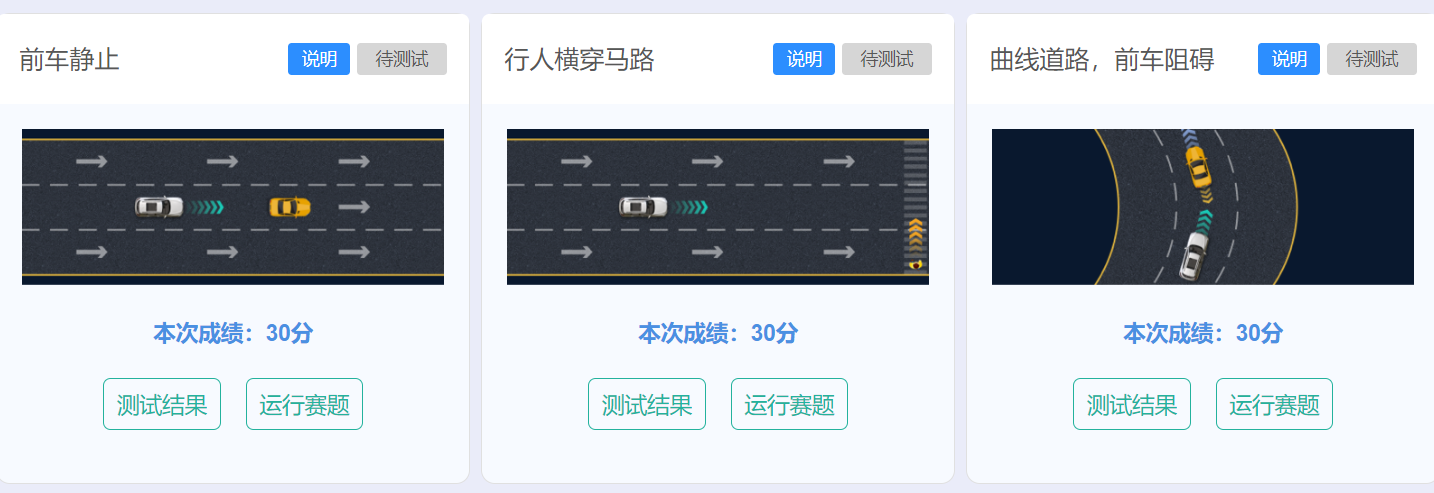 前车静止 说明 待测试
行人横穿马路 说明 待测试
曲线道路，前车阻碍 说明 待测试
本次成绩：30分
本次成绩：30分
本次成绩：30分
测试结果 运行赛题
测试结果 运行赛题
测试结果 运行赛题